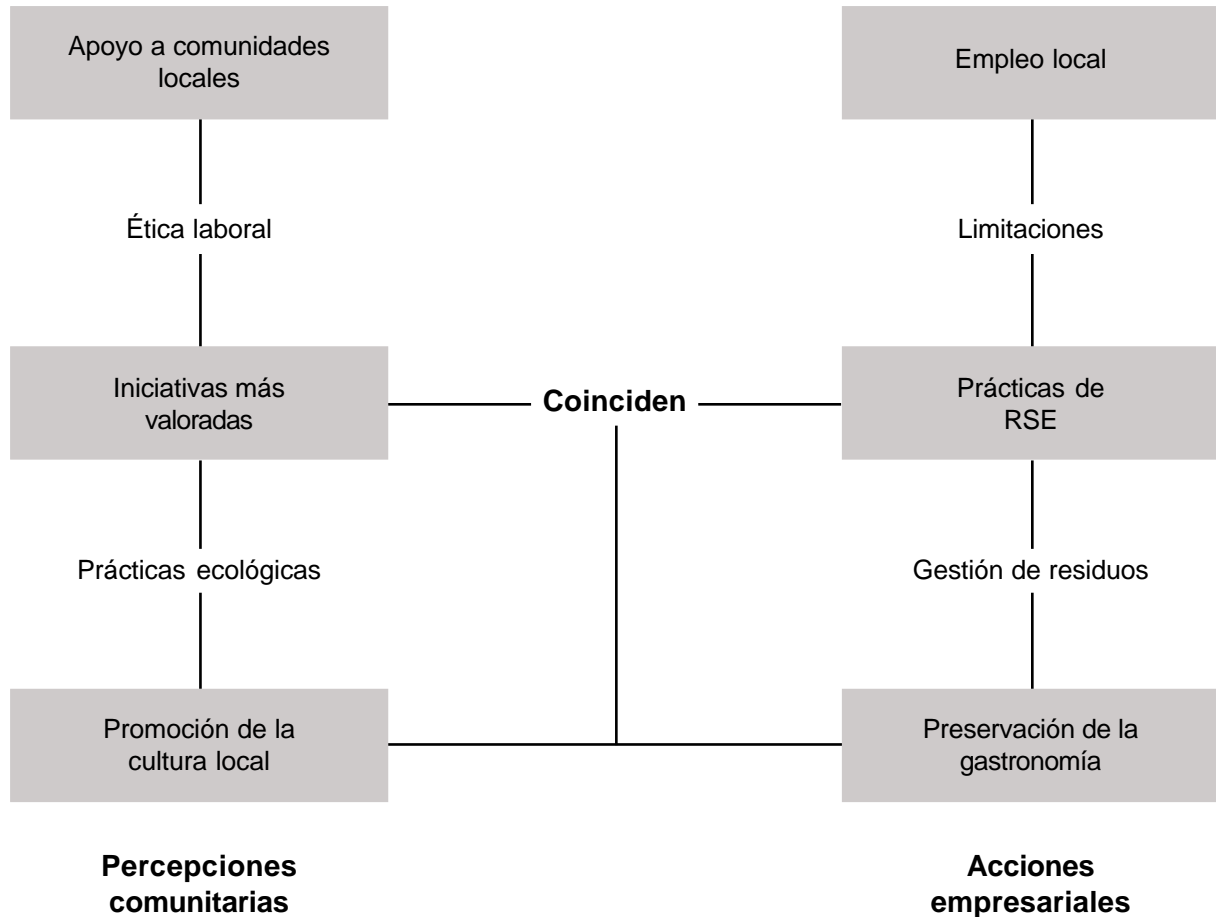 Apoyo a comunidades
locales
Empleo local
Ética laboral
Limitaciones
Iniciativas más
valoradas
Coinciden
Prácticas de
RSE
Prácticas ecológicas
Gestión de residuos
Promoción de la
cultura local
Preservación de la
gastronomía
Percepciones
comunitarias
Acciones
empresariales